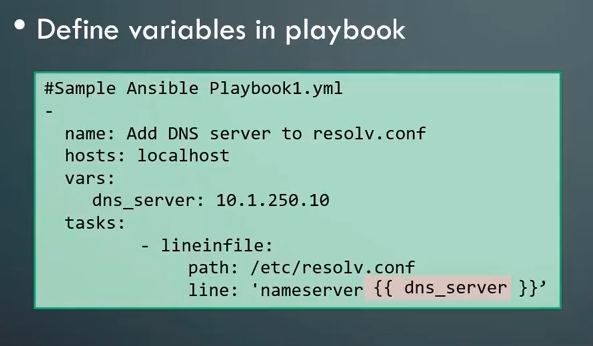 • Define variables in playbook
#Sample Ansible Playbook1.yml
-
name: Add DNS server to resolv.conf
hosts: localhost
vars:
dns_server: 10.1.250.10
tasks:
- lineinfile:
path: /etc/resolv.conf
line: 'nameserver {{ dns_server }}’